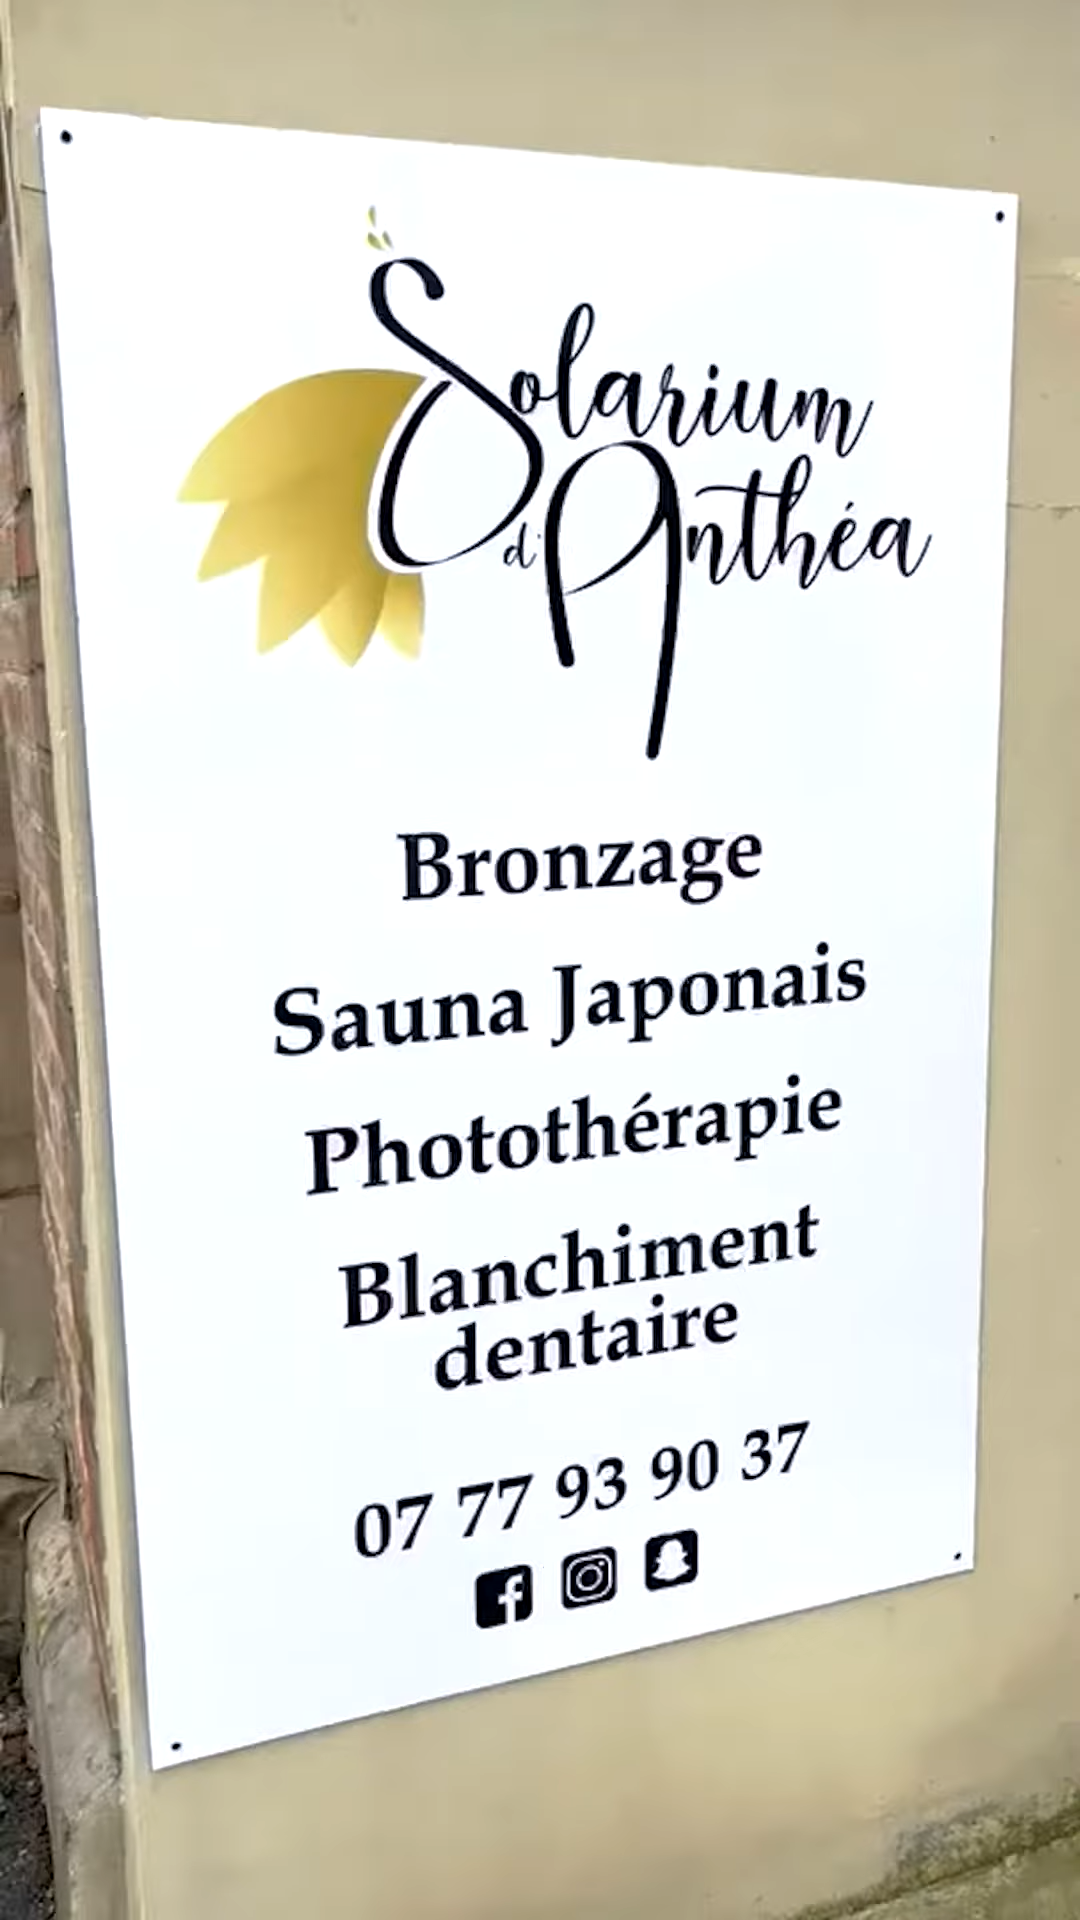 Solarium
d'Anthéa
Bronzage
Sauna Japonais
Photothérapie
Blanchiment
dentaire
07 77 93 90 37